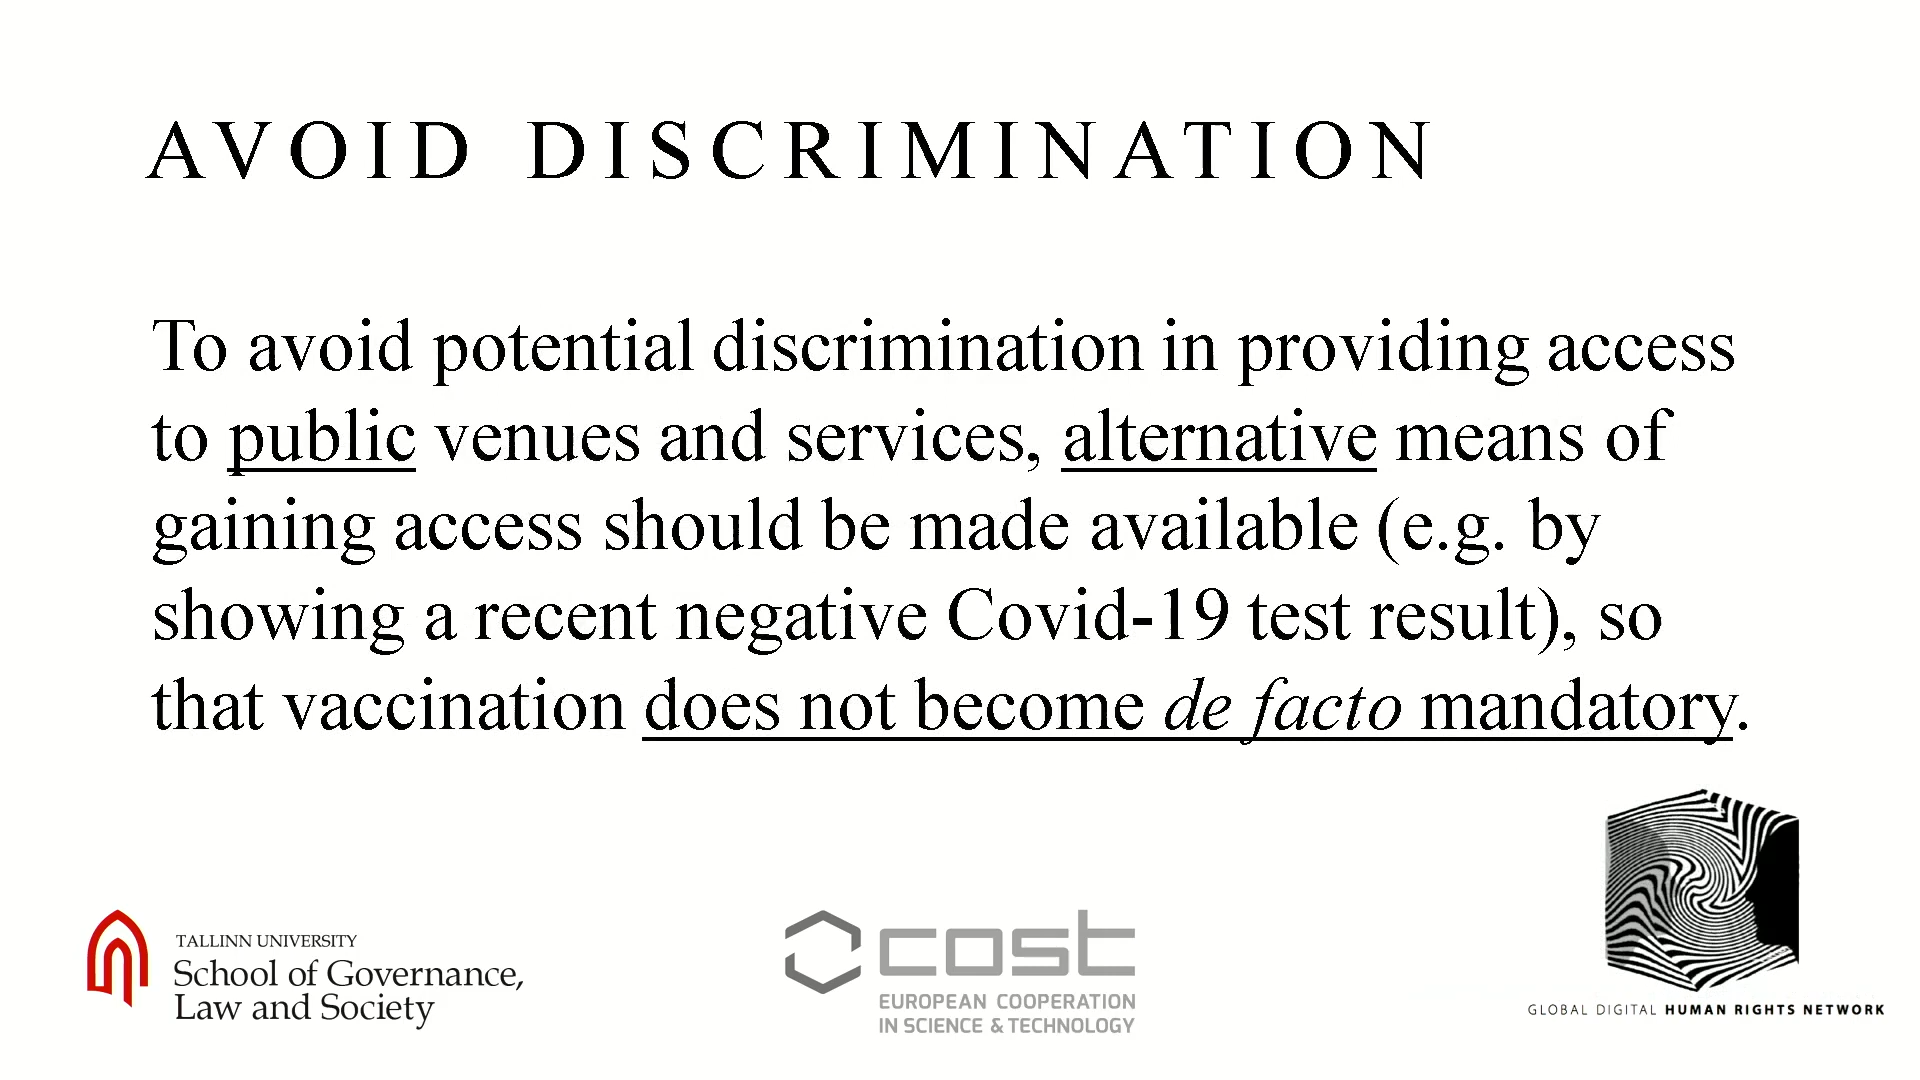 AVOID DISCRIMINATION
To avoid potential discrimination in providing access
to public venues and services, alternative means of
gaining access should be made available (e.g. by
showing a recent negative Covid-19 test result), so
that vaccination does not become de facto mandatory.
TALLINN UNIVERSITY
School of Governance,
Law and Society
cost
EUROPEAN COOPERATION
IN SCIENCE & TECHNOLOGY
GLOBAL DIGITAL HUMAN RIGHTS NETWORK